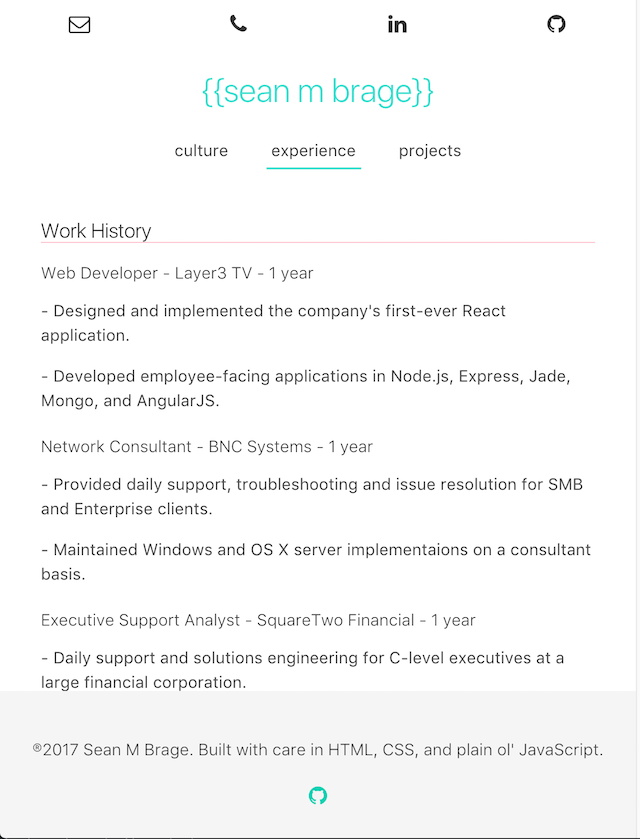 {{sean m brage}}
culture experience projects
Work History
Web Developer - Layer3 TV - 1 year
- Designed and implemented the company's first-ever React
application.
- Developed employee-facing applications in Node.js, Express, Jade,
Mongo, and AngularJS.
Network Consultant - BNC Systems - 1 year
- Provided daily support, troubleshooting and issue resolution for SMB
and Enterprise clients.
- Maintained Windows and OS X server implementaions on a consultant
basis.
Executive Support Analyst - SquareTwo Financial - 1 year
- Daily support and solutions engineering for C-level executives at a
large financial corporation.
®2017 Sean M Brage. Built with care in HTML, CSS, and plain ol' JavaScript.